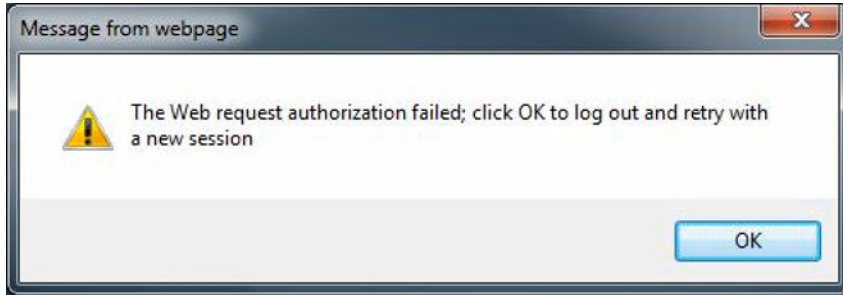 Message from webpage
The Web request authorization failed; click OK to log out and retry with
a new session
OK